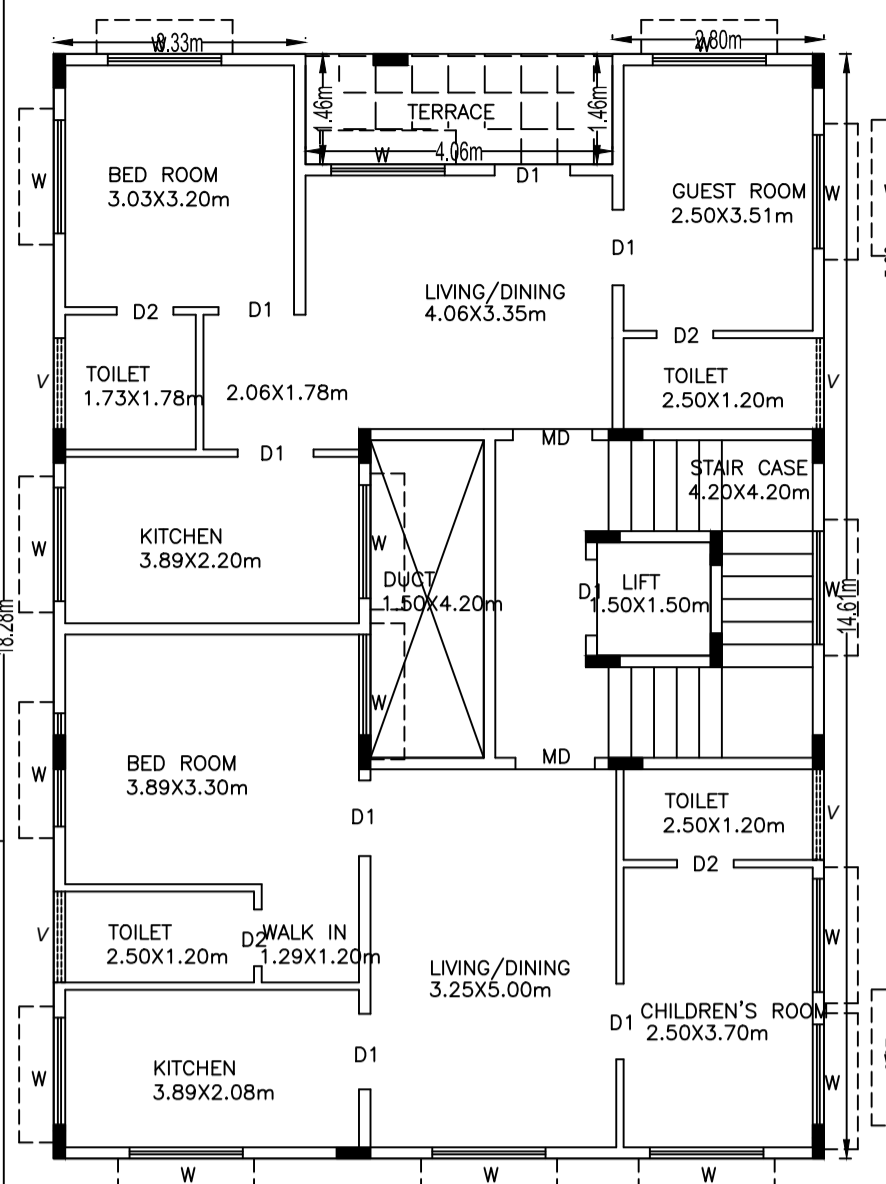 3.33m
W
2.80m
W
1.46m
TERRACE
1.46m
W
4.06m
D1
W
BED ROOM
3.03X3.20m
GUEST ROOM
2.50X3.51m
W
D1
LIVING/DINING
4.06X3.35m
D2
D1
D2
V
TOILET
1.73X1.78m
2.06X1.78m
TOILET
2.50X1.20m
V
D1
MD
STAIR CASE
4.20X4.20m
W
KITCHEN
3.89X2.20m
W
DUCT
1.50X4.20m
D1
LIFT
1.50X1.50m
W
14.61m
18.28m
W
W
BED ROOM
3.89X3.30m
MD
D1
TOILET
2.50X1.20m
V
D2
V
TOILET
2.50X1.20m
D2
WALK IN
1.29X1.20m
W
LIVING/DINING
3.25X5.00m
D1
CHILDREN'S ROOM
2.50X3.70m
W
KITCHEN
3.89X2.08m
D1
W
W
W
W